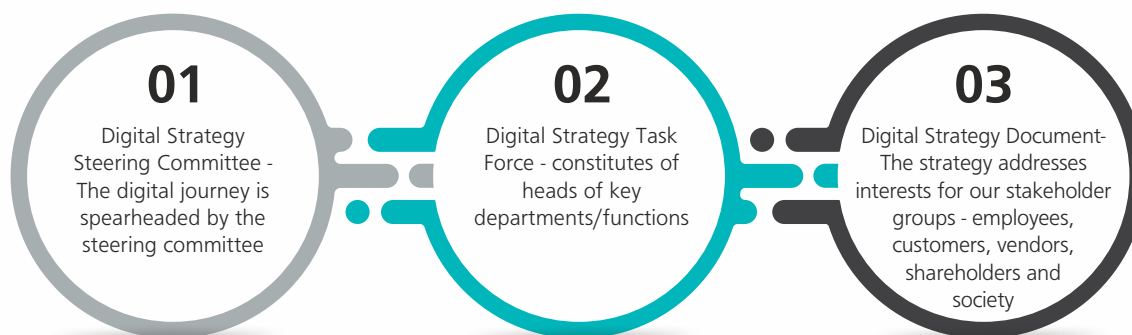 01
Digital Strategy
Steering Committee -
The digital journey is
spearheaded by the
steering committee
02
Digital Strategy Task
Force - constitutes of
heads of key
departments/functions
03
Digital Strategy Document-
The strategy addresses
interests for our stakeholder
groups - employees,
customers, vendors,
shareholders and
society